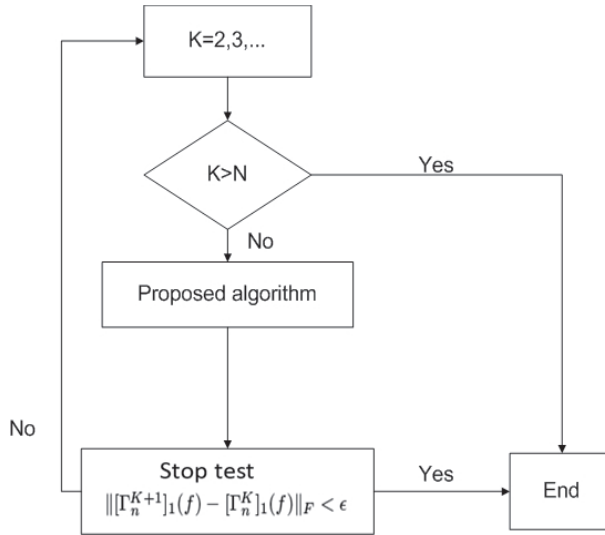 K=2,3,...
K>N
Yes
No
Proposed algorithm
No
Stop test
‖[Γ_n^{K+1}]_1(f) − [Γ_n^K]_1(f)‖_F < ϵ
Yes
End